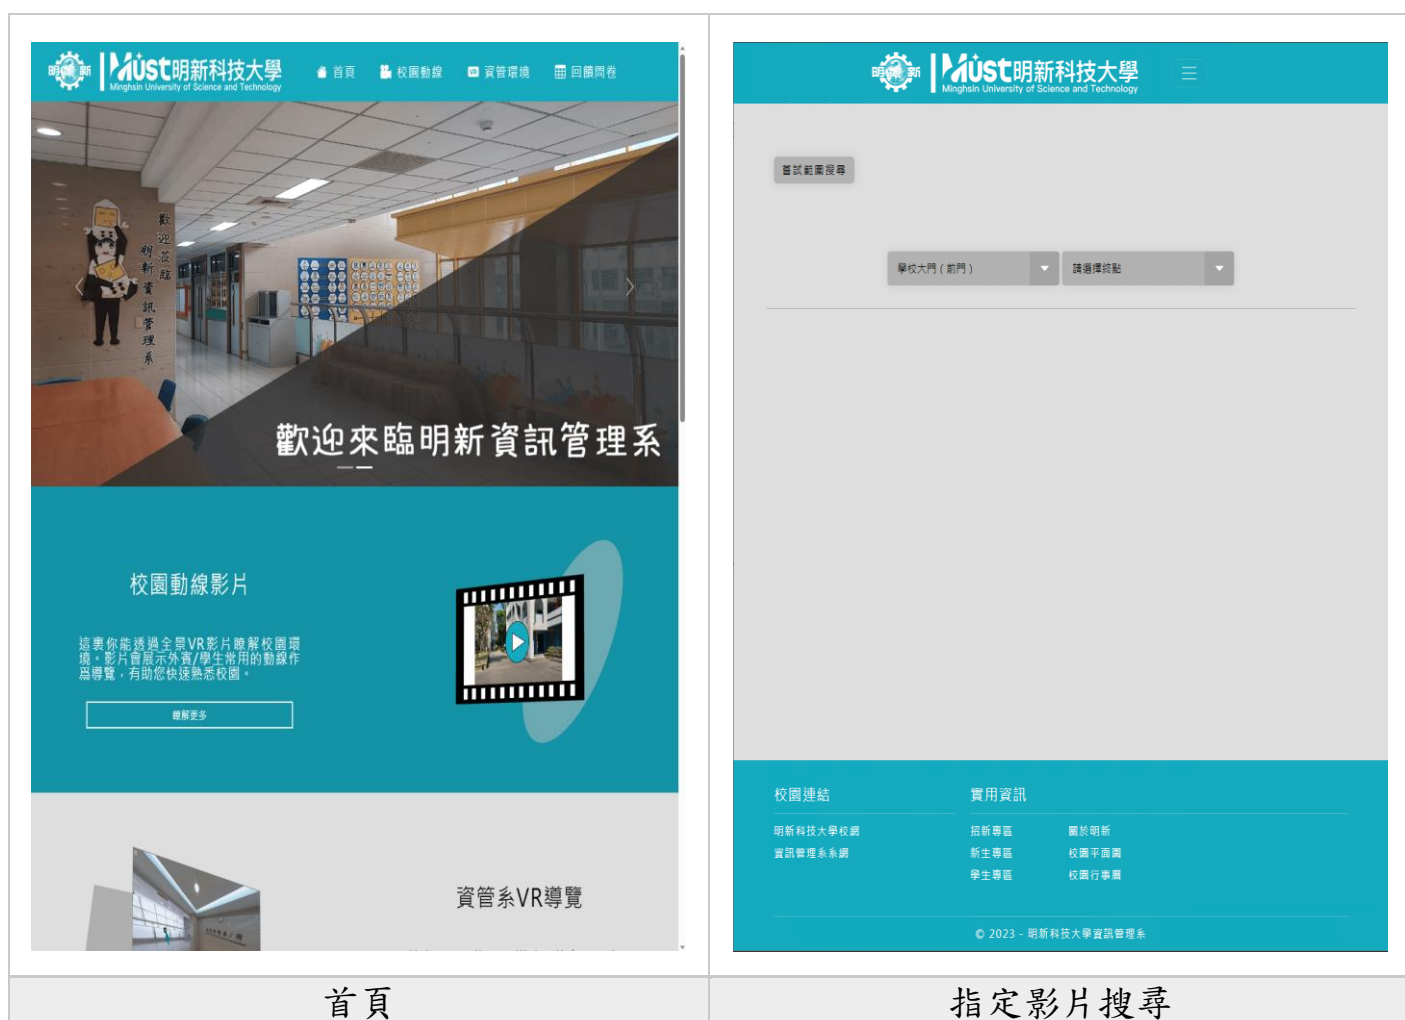 明新
MUST明新科技大學
Minghsin University of Science and Technology
首頁
校園動線
資管環境
回饋問卷
歡迎蒞臨
明新資訊管理系
歡迎來臨明新資訊管理系
校園動線影片
這裏你能透過全景VR影片瞭解校園環
境。影片會展示外賓/學生常用的動線作
爲導覽，有助您快速熟悉校園。
瞭解更多
資管系VR導覽
首頁
明新
MUST明新科技大學
Minghsin University of Science and Technology
嘗試範圍搜尋
學校大門（前門）
請選擇終點
校園連結
實用資訊
明新科技大學校網
招新專區
關於明新
資訊管理系系網
新生專區
校園平面圖
學生專區
校園行事曆
© 2023 - 明新科技大學資訊管理系
指定影片搜尋